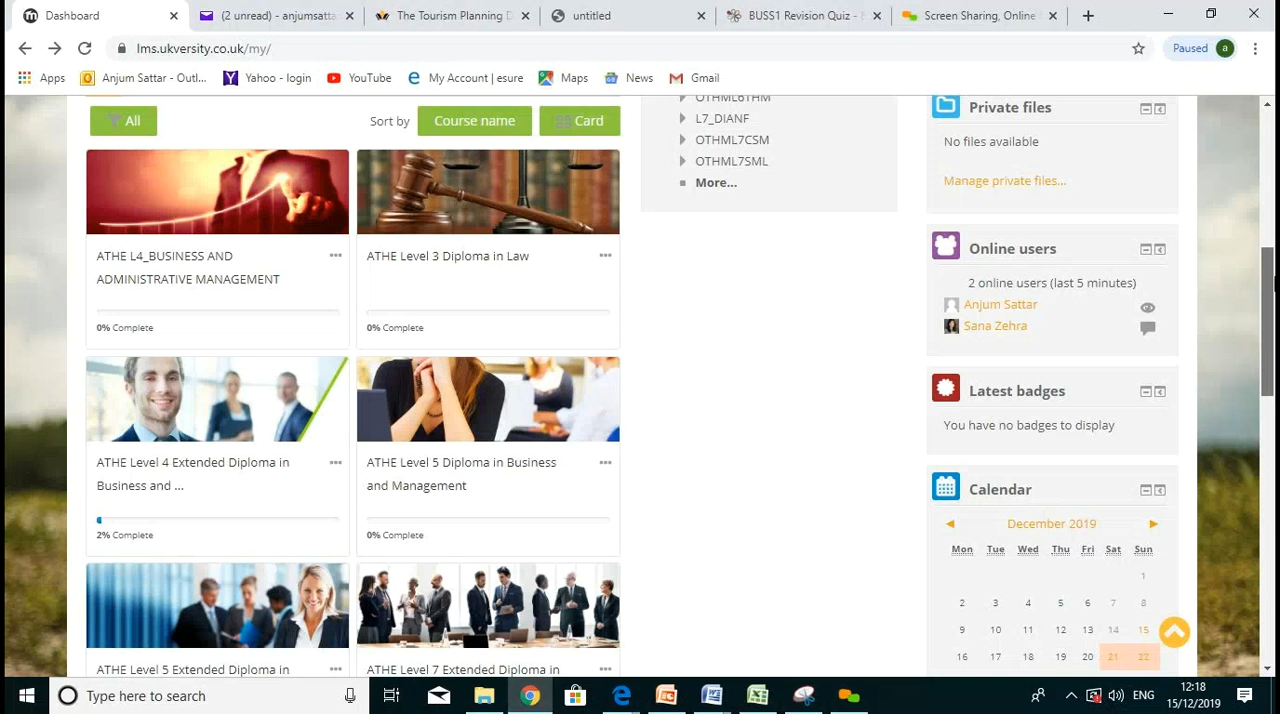 Dashboard
(2 unread) - anjumsatta
The Tourism Planning D
untitled
BUSS1 Revision Quiz -
Screen Sharing, Online
lms.ukversity.co.uk/my/
Paused
a
Apps
Anjum Sattar - Outl...
Yahoo - login
YouTube
My Account | esure
Maps
News
Gmail
All
Sort by
Course name
Card
ATHE L4_BUSINESS AND
ADMINISTRATIVE MANAGEMENT
0% Complete
ATHE Level 3 Diploma in Law
0% Complete
ATHE Level 4 Extended Diploma in
Business and ...
2% Complete
ATHE Level 5 Diploma in Business
and Management
0% Complete
ATHE Level 5 Extended Diploma in
ATHE Level 7 Extended Diploma in
OTHML6THM
L7_DIANF
OTHML7CSM
OTHML7SML
More...
Private files
No files available
Manage private files...
Online users
2 online users (last 5 minutes)
Anjum Sattar
Sana Zehra
Latest badges
You have no badges to display
Calendar
December 2019
Mon Tue Wed Thu Fri Sat Sun
1
2 3 4 5 6 7 8
9 10 11 12 13 14 15
16 17 18 19 20 21 22
Type here to search
ENG
12:18
15/12/2019